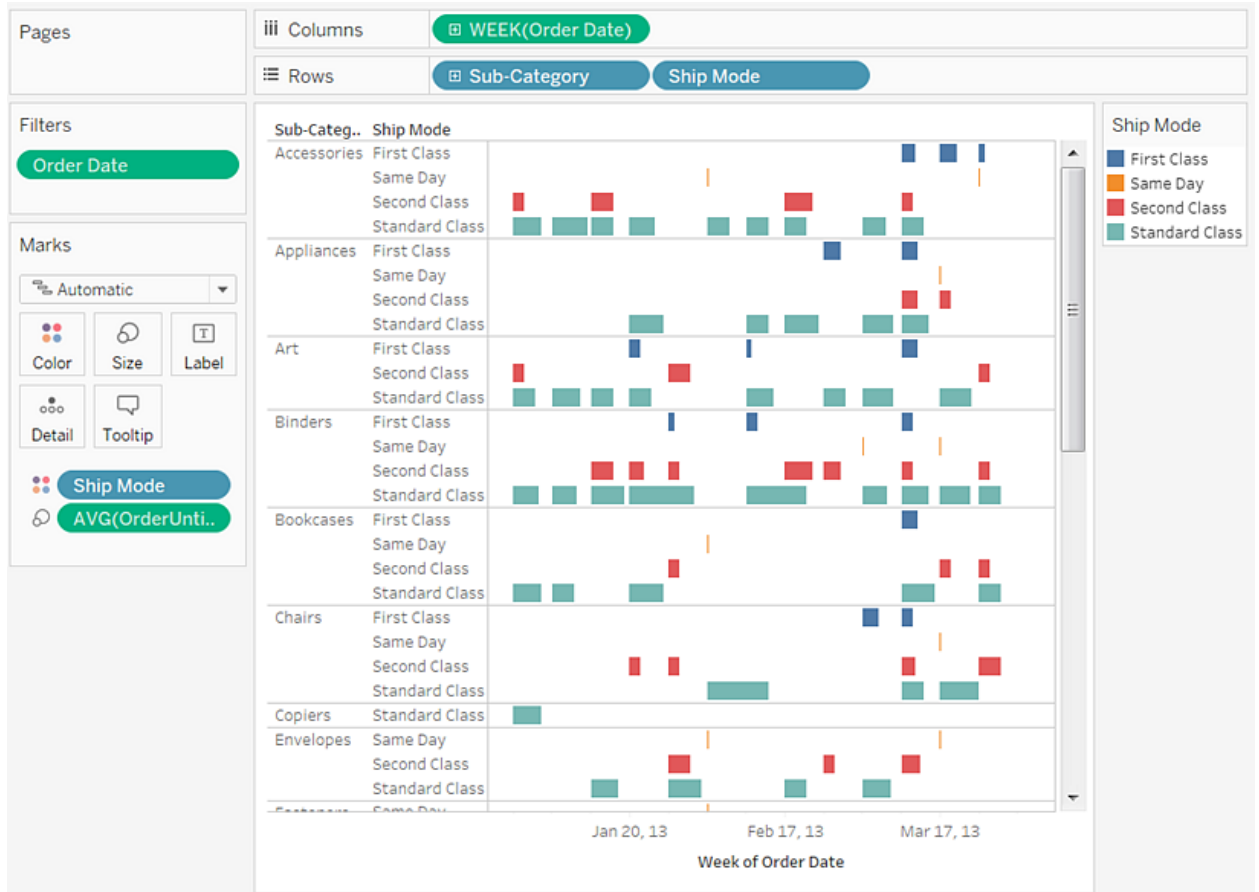 Pages
Columns
WEEK(Order Date)
Rows
Sub-Category
Ship Mode
Filters
Order Date
Marks
Automatic
Color
Size
Label
Detail
Tooltip
Ship Mode
AVG(OrderUnti..
Sub-Categ.. Ship Mode
Accessories First Class
Same Day
Second Class
Standard Class
Appliances First Class
Same Day
Second Class
Standard Class
Art First Class
Second Class
Standard Class
Binders First Class
Same Day
Second Class
Standard Class
Bookcases First Class
Same Day
Second Class
Standard Class
Chairs First Class
Same Day
Second Class
Standard Class
Copiers Standard Class
Envelopes Same Day
Second Class
Standard Class
Same Day
Jan 20, 13 Feb 17, 13 Mar 17, 13
Week of Order Date
Ship Mode
First Class
Same Day
Second Class
Standard Class